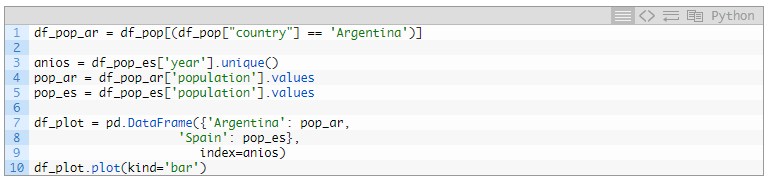 Python
1 df_pop_ar = df_pop[(df_pop["country"] == 'Argentina')]
2
3 anios = df_pop_es['year'].unique()
4 pop_ar = df_pop_ar['population'].values
5 pop_es = df_pop_es['population'].values
6
7 df_plot = pd.DataFrame({'Argentina': pop_ar,
8                     'Spain': pop_es},
9                        index=anios)
10 df_plot.plot(kind='bar')